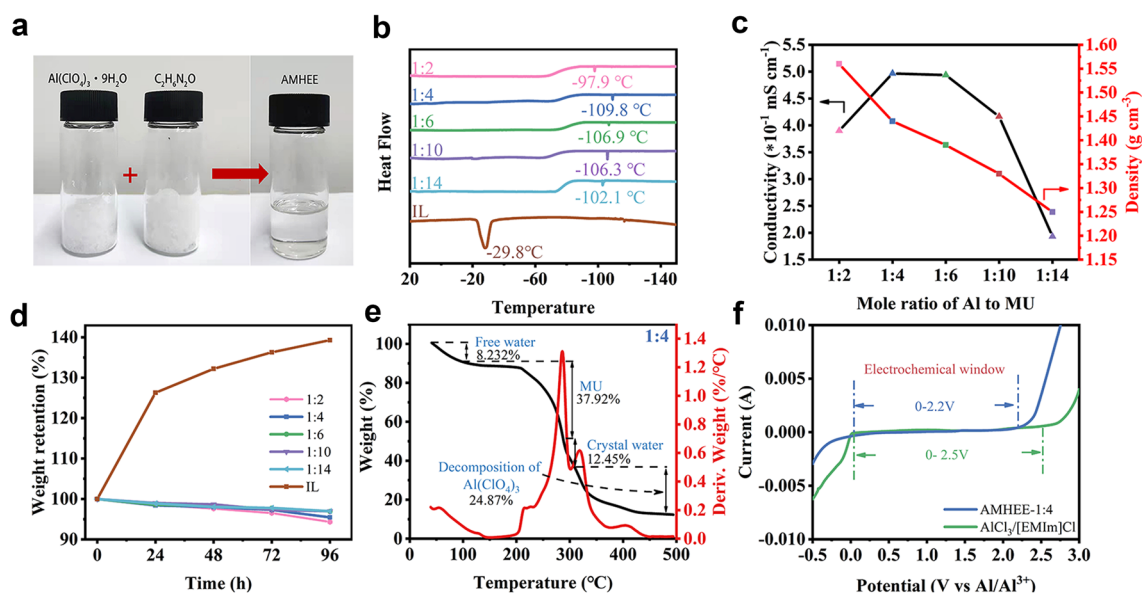 a
Al(ClO₄)₃・9H₂O
C₂H₆N₂O
AMHEE
+
b
Heat Flow
1:2
-97.9 ℃
1:4
-109.8 ℃
1:6
-106.9 ℃
1:10
-106.3 ℃
1:14
-102.1 ℃
IL
-29.8℃
20 -20 -60 -100 -140
Temperature
c
Conductivity (*10⁻¹ mS cm⁻¹)
5.5
5.0
4.5
4.0
3.5
3.0
2.5
2.0
1.5
1.60
1.55
1.50
1.45
1.40
1.35
1.30
1.25
1.20
1.15
Density (g cm⁻³)
1:2 1:4 1:6 1:10 1:14
Mole ratio of Al to MU
d
Weight retention (%)
140
130
120
110
100
90
1:2
1:4
1:6
1:10
1:14
IL
0 24 48 72 96
Time (h)
e
1:4
Weight (%)
100
80
60
40
20
0
Free water
8.232%
MU
37.92%
Crystal water
12.45%
Decomposition of
Al(ClO₄)₃
24.87%
1.4
1.2
1.0
0.8
0.6
0.4
0.2
0.0
Deriv. Weight (%/℃)
0 100 200 300 400 500
Temperature (℃)
f
Current (A)
0.010
0.005
0.000
-0.005
-0.010
Electrochemical window
0-2.2V
0- 2.5V
AMHEE-1:4
AlCl₃/[EMIm]Cl
-0.5 0.0 0.5 1.0 1.5 2.0 2.5 3.0
Potential (V vs Al/Al³⁺)